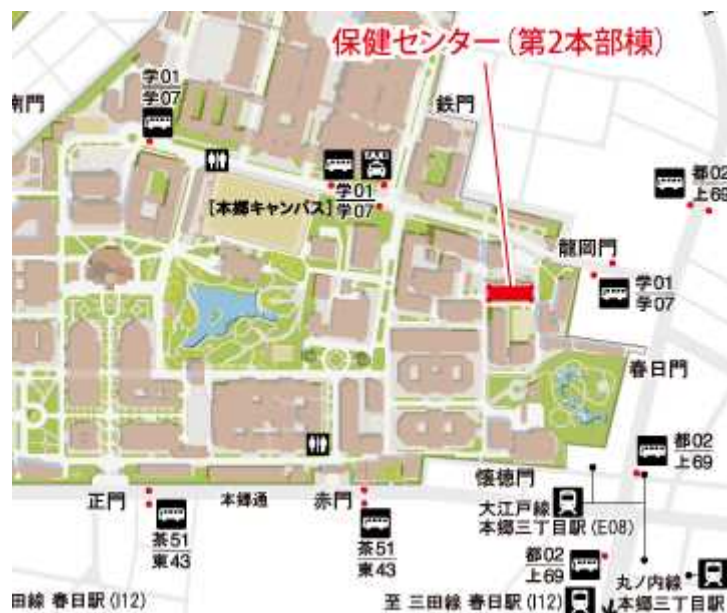 保健センター（第2本部棟）
学01
学07
南門
鉄門
都02
上69
学01
学07
[本郷キャンパス]
龍岡門
学01
学07
春日門
都02
上69
懐徳門
正門
本郷通
赤門
大江戸線
本郷三丁目駅（E08）
茶51
東43
茶51
東43
都02
上69
丸ノ内線
本郷三丁目駅
田線 春日駅（I12）
至 三田線 春日駅（I12）